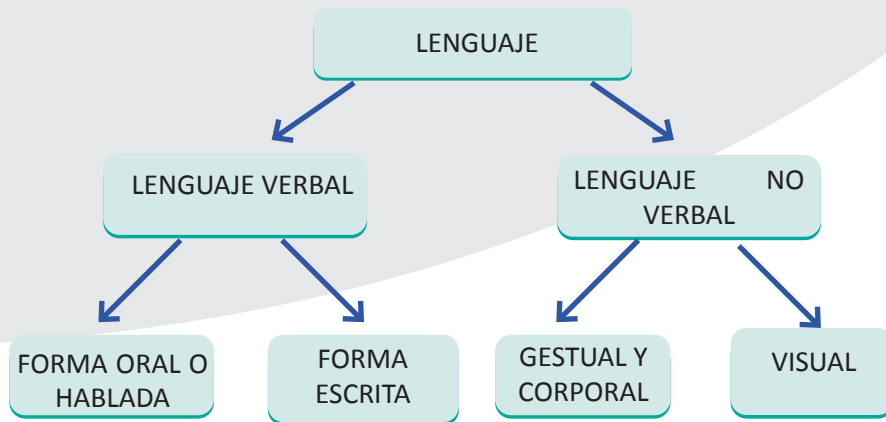 LENGUAJE
LENGUAJE VERBAL
LENGUAJE NO
VERBAL
FORMA ORAL O
HABLADA
FORMA
ESCRITA
GESTUAL Y
CORPORAL
VISUAL